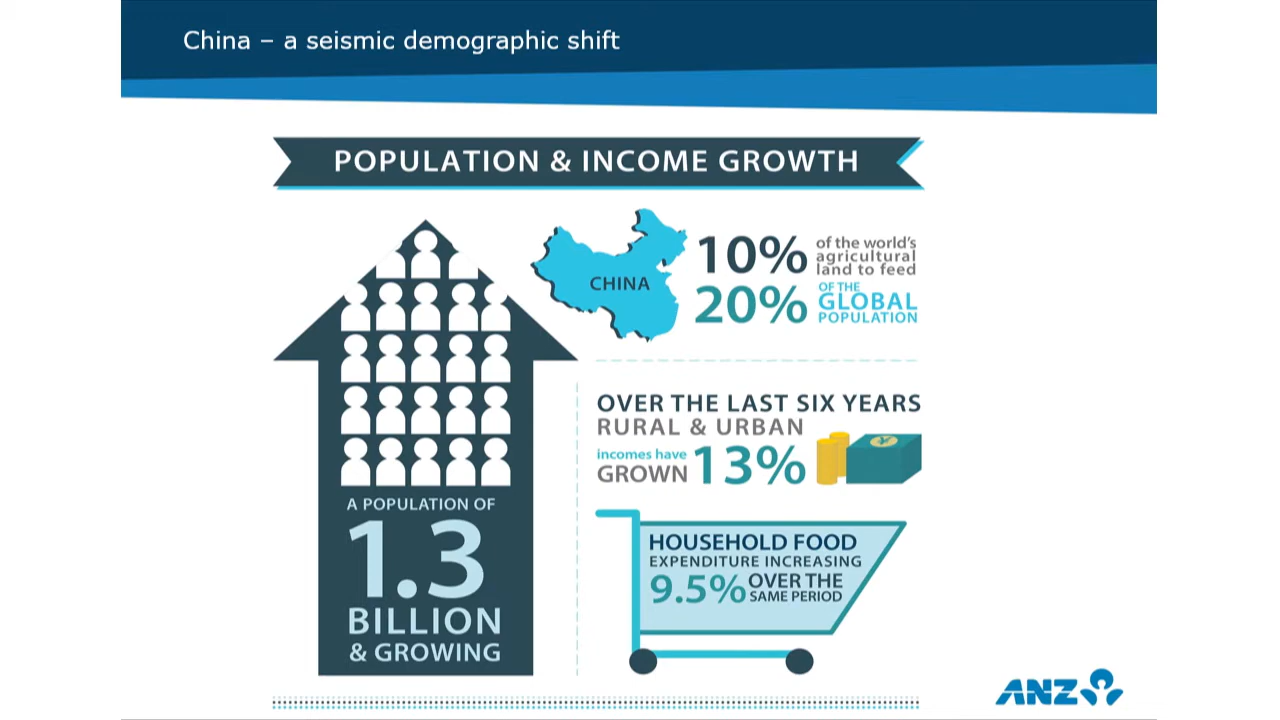 China – a seismic demographic shift
POPULATION & INCOME GROWTH
CHINA
10% of the world's agricultural land to feed
20% OF THE GLOBAL POPULATION
OVER THE LAST SIX YEARS
RURAL & URBAN
incomes have GROWN 13%
HOUSEHOLD FOOD
EXPENDITURE INCREASING
9.5% OVER THE SAME PERIOD
A POPULATION OF
1.3
BILLION
& GROWING
ANZ